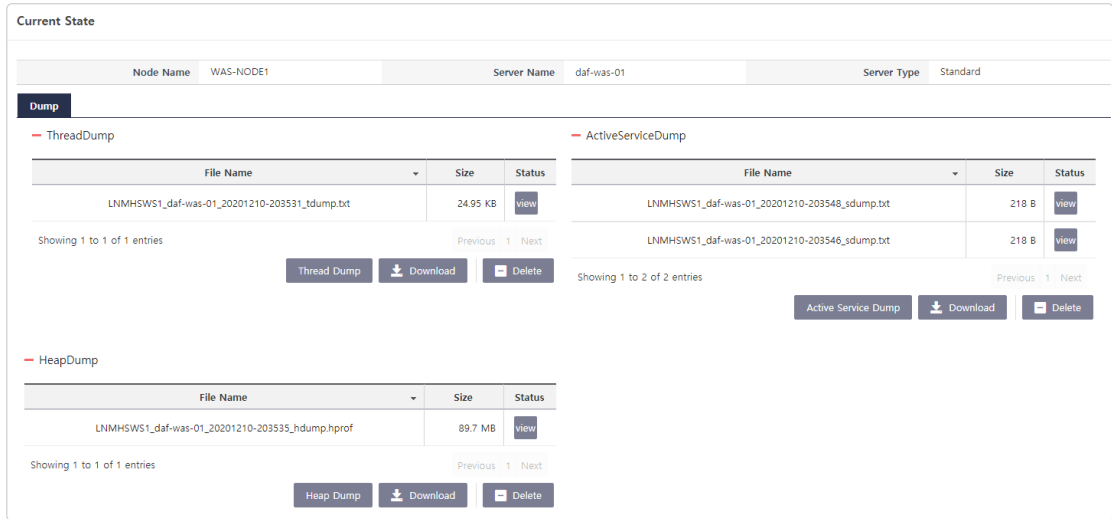 Current State
Node Name WAS-NODE1 Server Name daf-was-01 Server Type Standard
Dump
ThreadDump
File Name Size Status
LNMHSWS1_daf-was-01_20201210-203531_tdump.txt 24.95 KB view
Showing 1 to 1 of 1 entries Previous 1 Next
Thread Dump Download Delete
ActiveServiceDump
File Name Size Status
LNMHSWS1_daf-was-01_20201210-203548_sdump.txt 218 B view
LNMHSWS1_daf-was-01_20201210-203546_sdump.txt 218 B view
Showing 1 to 2 of 2 entries Previous 1 Next
Active Service Dump Download Delete
HeapDump
File Name Size Status
LNMHSWS1_daf-was-01_20201210-203535_hdump.hprof 89.7 MB view
Showing 1 to 1 of 1 entries Previous 1 Next
Heap Dump Download Delete